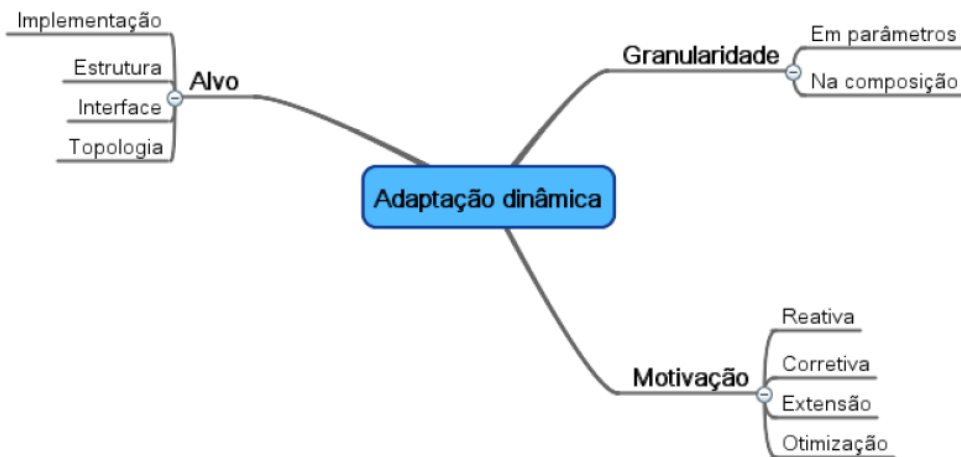 Implementação
Estrutura
Interface
Topologia
Alvo
Granularidade
Em parâmetros
Na composição
Adaptação dinâmica
Motivação
Reativa
Corretiva
Extensão
Otimização